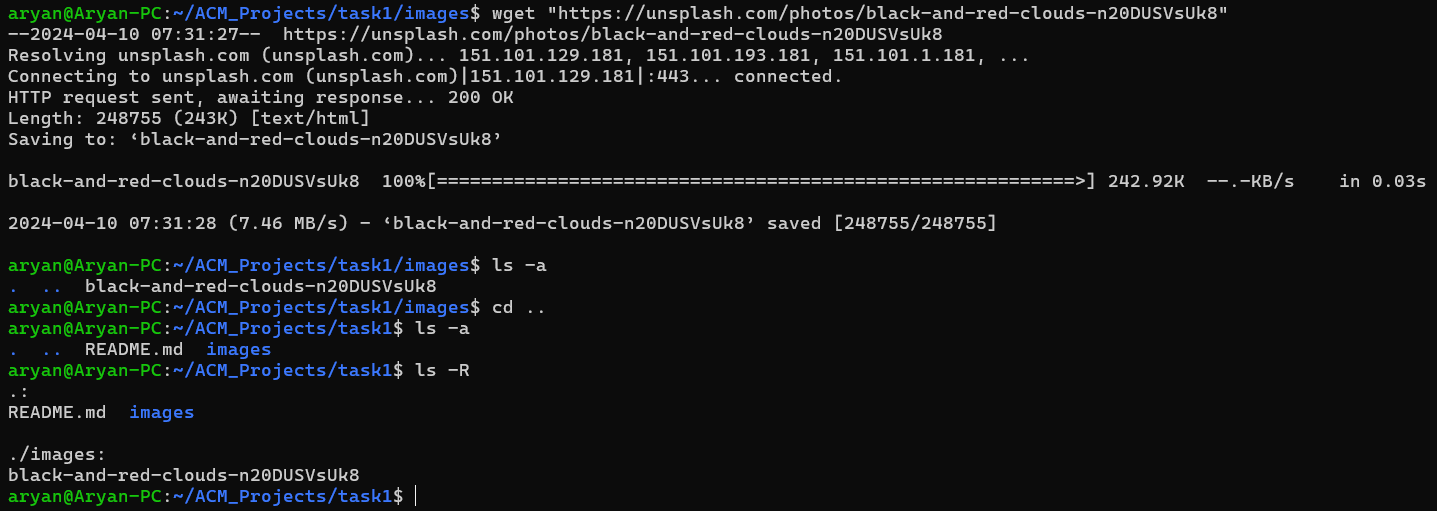 aryan@Aryan-PC:~/ACM_Projects/task1/images$ wget "https://unsplash.com/photos/black-and-red-clouds-n20DUSVsUk8"
--2024-04-10 07:31:27--  https://unsplash.com/photos/black-and-red-clouds-n20DUSVsUk8
Resolving unsplash.com (unsplash.com)... 151.101.129.181, 151.101.193.181, 151.101.1.181, ...
Connecting to unsplash.com (unsplash.com)|151.101.129.181|:443... connected.
HTTP request sent, awaiting response... 200 OK
Length: 248755 (243K) [text/html]
Saving to: ‘black-and-red-clouds-n20DUSVsUk8’
black-and-red-clouds-n20DUSVsUk8  100%[==========================================================>] 242.92K  --.-KB/s    in 0.03s
2024-04-10 07:31:28 (7.46 MB/s) - ‘black-and-red-clouds-n20DUSVsUk8’ saved [248755/248755]
aryan@Aryan-PC:~/ACM_Projects/task1/images$ ls -a
.  ..  black-and-red-clouds-n20DUSVsUk8
aryan@Aryan-PC:~/ACM_Projects/task1/images$ cd ..
aryan@Aryan-PC:~/ACM_Projects/task1$ ls -a
.  ..  README.md  images
aryan@Aryan-PC:~/ACM_Projects/task1$ ls -R
.:
README.md  images
./images:
black-and-red-clouds-n20DUSVsUk8
aryan@Aryan-PC:~/ACM_Projects/task1$